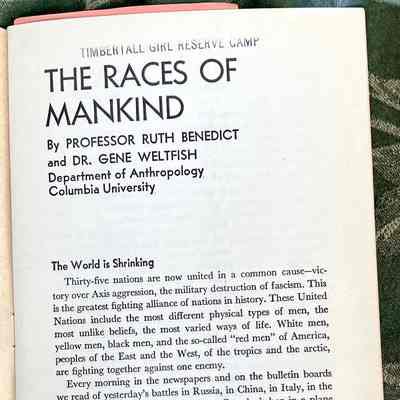 TIMBERTALL GIRL RESERVE CAMP
THE RACES OF
MANKIND
By PROFESSOR RUTH BENEDICT
and DR. GENE WELTFISH
Department of Anthropology
Columbia University
The World is Shrinking
Thirty-five nations are now united in a common cause—vic-
tory over Axis aggression, the military destruction of fascism. This
is the greatest fighting alliance of nations in history. These United
Nations include the most different physical types of men, the
most unlike beliefs, the most varied ways of life. White men,
yellow men, black men, and the so-called "red men" of America,
peoples of the East and the West, of the tropics and the arctic,
are fighting together against one enemy.
Every morning in the newspapers and on the bulletin boards
we read of yesterday's battles in Russia, in China, in Italy, in the